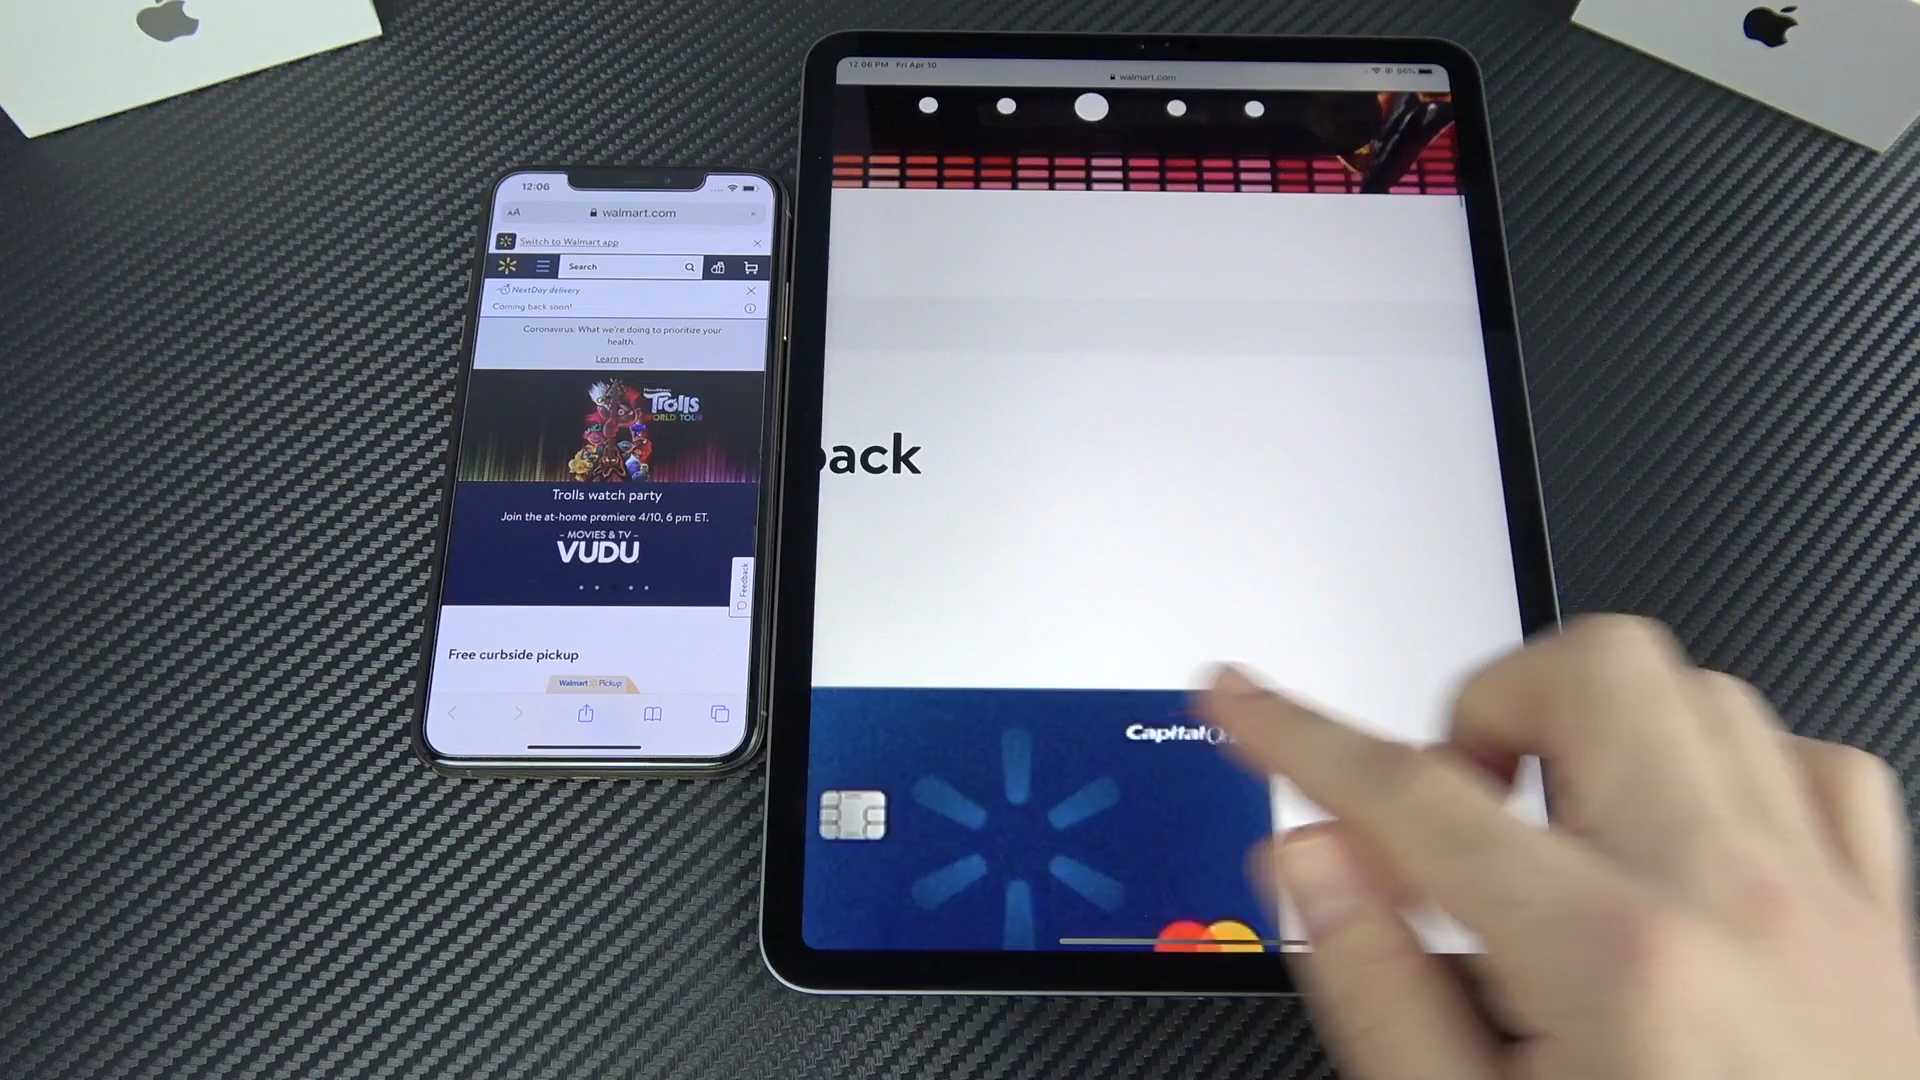 12:06
AA
walmart.com
Switch to Walmart app
Search
NextDay delivery
Coming back soon!
Coronavirus: What we're doing to prioritize your
health.
Learn more
TROLLS
WORLD TOUR
Trolls watch party
Join the at-home premiere 4/10, 6 pm ET.
- MOVIES & TV -
VUDU
Feedback
Free curbside pickup
Walmart Pickup
12:06 PM Fri Apr 10
walmart.com
96%
back
Capital